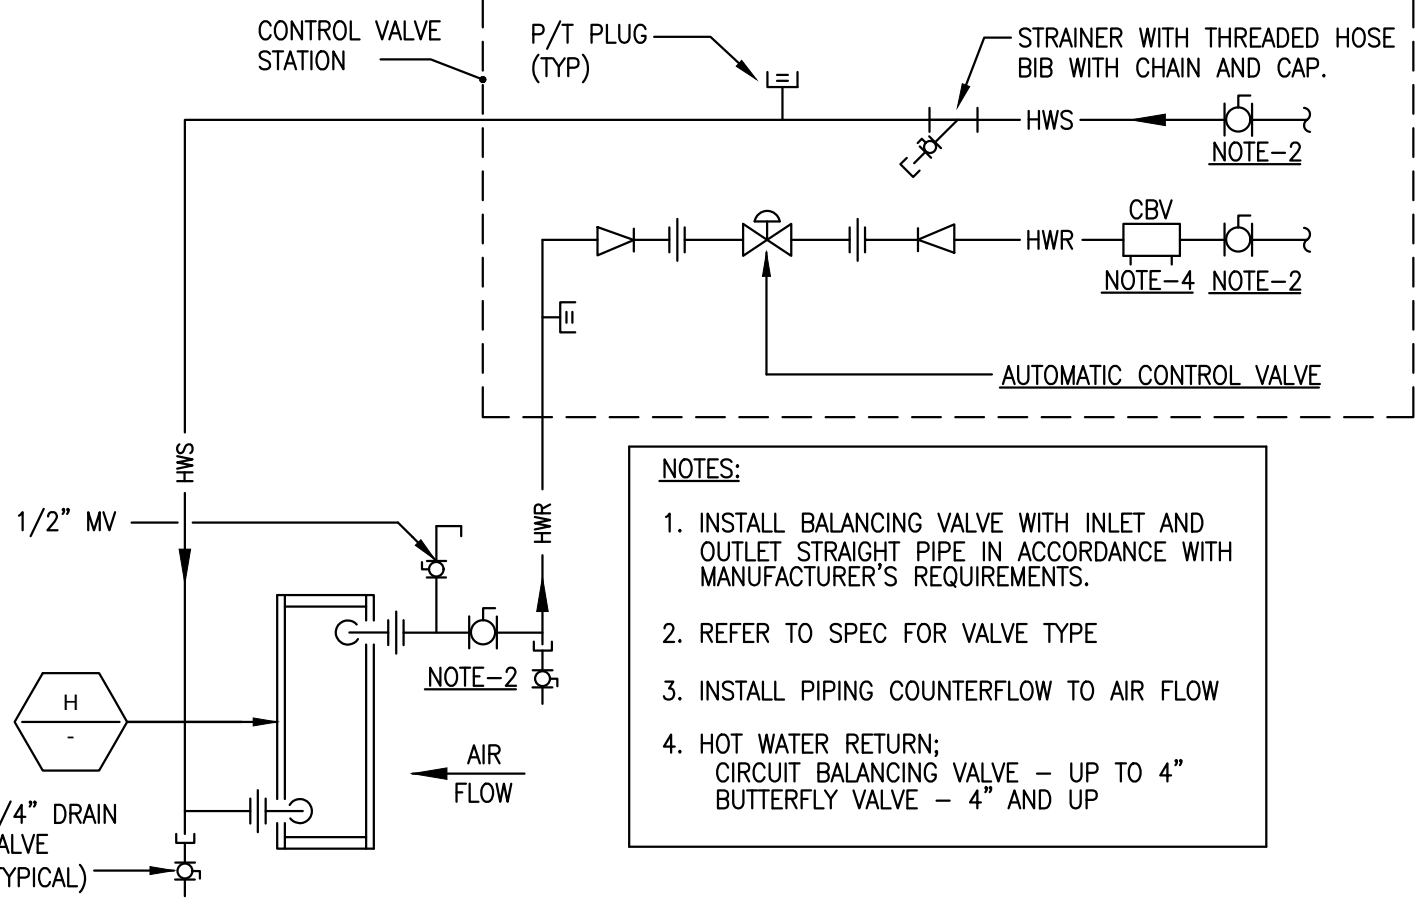 CONTROL VALVE
STATION
P/T PLUG
(TYP)
STRAINER WITH THREADED HOSE
BIB WITH CHAIN AND CAP.
HWS
NOTE-2
CBV
HWR
NOTE-4
NOTE-2
AUTOMATIC CONTROL VALVE
HWS
HWR
1/2" MV
NOTE-2
H
-
AIR
FLOW
/4" DRAIN
ALVE
TYPICAL)
NOTES:
1. INSTALL BALANCING VALVE WITH INLET AND
OUTLET STRAIGHT PIPE IN ACCORDANCE WITH
MANUFACTURER'S REQUIREMENTS.
2. REFER TO SPEC FOR VALVE TYPE
3. INSTALL PIPING COUNTERFLOW TO AIR FLOW
4. HOT WATER RETURN;
CIRCUIT BALANCING VALVE - UP TO 4"
BUTTERFLY VALVE - 4" AND UP